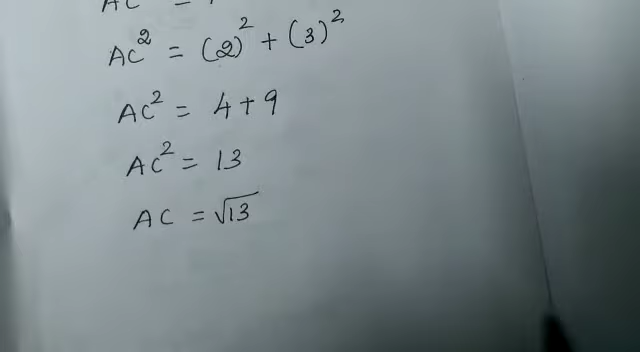 AC² = (2)² + (3)²
AC² = 4+9
AC² = 13
AC = √13